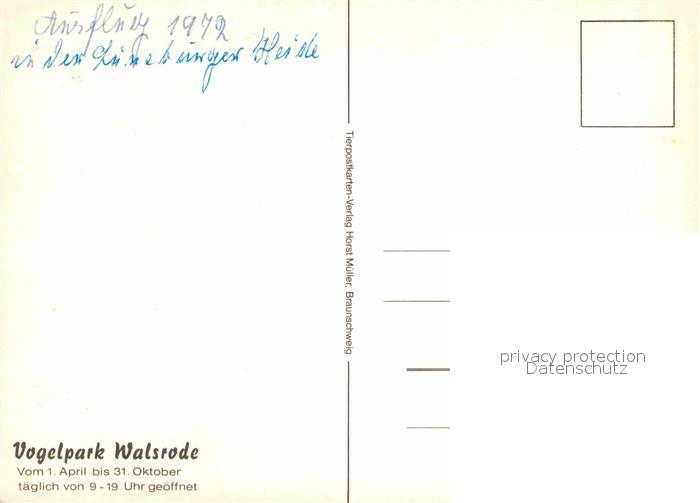 Ausflug 1972
in der Lüneburger Heide
Tierpostkarten-Verlag Horst Müller, Braunschweig
privacy protection
Datenschutz
Vogelpark Walsrode
Vom 1. April bis 31. Oktober
täglich von 9-19 Uhr geöffnet